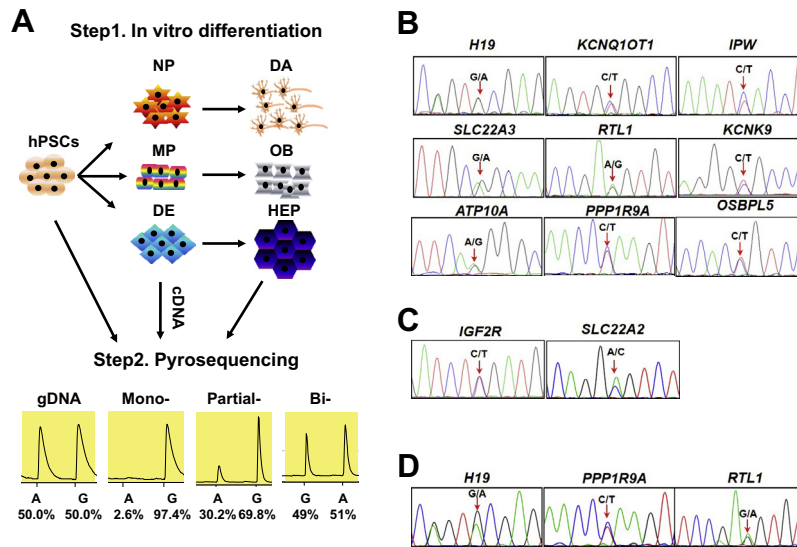 A
Step1. In vitro differentiation
NP
DA
hPSCs
MP
OB
DE
HEP
cDNA
Step2. Pyrosequencing
gDNA Mono- Partial- Bi-
A G A G A G A G
50.0% 50.0% 2.6% 97.4% 30.2% 69.8% 49% 51%
B
H19 KCNQ1OT1 IPW
G/A C/T C/T
SLC22A3 RTL1 KCNK9
G/A A/G C/T
ATP10A PPP1R9A OSBPL5
A/G C/T C/T
C
IGF2R SLC22A2
C/T A/C
D
H19 PPP1R9A RTL1
G/A C/T G/A